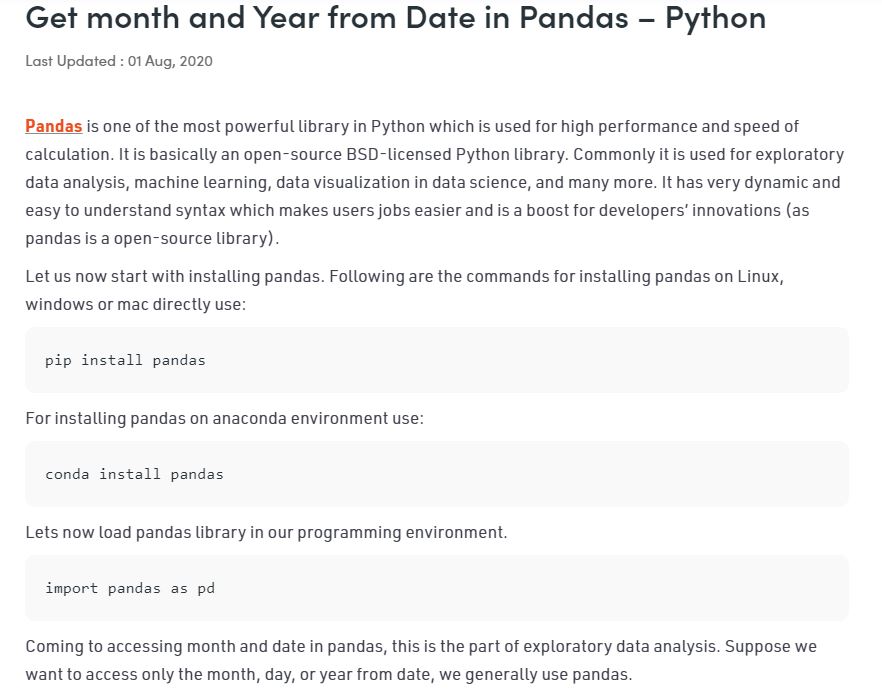 Get month and Year from Date in Pandas – Python
Last Updated : 01 Aug, 2020
Pandas is one of the most powerful library in Python which is used for high performance and speed of
calculation. It is basically an open-source BSD-licensed Python library. Commonly it is used for exploratory
data analysis, machine learning, data visualization in data science, and many more. It has very dynamic and
easy to understand syntax which makes users jobs easier and is a boost for developers’ innovations (as
pandas is a open-source library).
Let us now start with installing pandas. Following are the commands for installing pandas on Linux,
windows or mac directly use:
pip install pandas
For installing pandas on anaconda environment use:
conda install pandas
Lets now load pandas library in our programming environment.
import pandas as pd
Coming to accessing month and date in pandas, this is the part of exploratory data analysis. Suppose we
want to access only the month, day, or year from date, we generally use pandas.